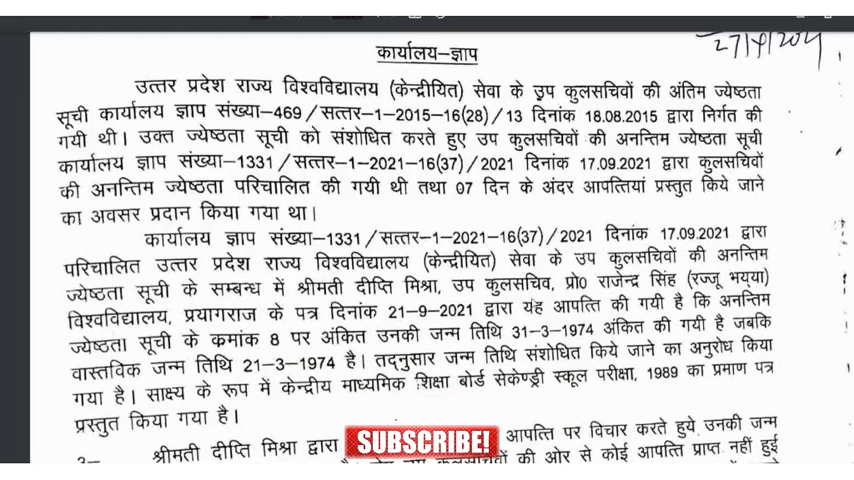 27/9/2021
कार्यालय-ज्ञाप
उत्तर प्रदेश राज्य विश्वविद्यालय (केन्द्रीयित) सेवा के उप कुलसचिवों की अंतिम ज्येष्ठता
सूची कार्यालय ज्ञाप संख्या-469/सत्तर-1-2015-16(28)/13 दिनांक 18.08.2015 द्वारा निर्गत की
गयी थी। उक्त ज्येष्ठता सूची को संशोधित करते हुए उप कुलसचिवों की अनन्तिम ज्येष्ठता सूची
कार्यालय ज्ञाप संख्या-1331/सत्तर-1-2021-16(37)/2021 दिनांक 17.09.2021 द्वारा कुलसचिवों
की अनन्तिम ज्येष्ठता परिचालित की गयी थी तथा 07 दिन के अंदर आपत्तियां प्रस्तुत किये जाने
का अवसर प्रदान किया गया था।
कार्यालय ज्ञाप संख्या-1331/सत्तर-1-2021-16(37)/2021 दिनांक 17.09.2021 द्वारा
परिचालित उत्तर प्रदेश राज्य विश्वविद्यालय (केन्द्रीयित) सेवा के उप कुलसचिवों की अनन्तिम
ज्येष्ठता सूची के सम्बन्ध में श्रीमती दीप्ति मिश्रा, उप कुलसचिव, प्रो0 राजेन्द्र सिंह (रज्जू भय्या)
विश्वविद्यालय, प्रयागराज के पत्र दिनांक 21-9-2021 द्वारा यह आपत्ति की गयी है कि अनन्तिम
ज्येष्ठता सूची के कमांक 8 पर अंकित उनकी जन्म तिथि 31-3-1974 अंकित की गयी है जबकि
वास्तविक जन्म तिथि 21-3-1974 है। तद्नुसार जन्म तिथि संशोधित किये जाने का अनुरोध किया
गया है। साक्ष्य के रूप में केन्द्रीय माध्यमिक शिक्षा बोर्ड सेकेण्ड्री स्कूल परीक्षा, 1989 का प्रमाण पत्र
प्रस्तुत किया गया है।
श्रीमती दीप्ति मिश्रा द्वारा आपत्ति पर विचार करते हुये उनकी जन्म
कुलसचिवों की ओर से कोई आपत्ति प्राप्त नहीं हुई
SUBSCRIBE!